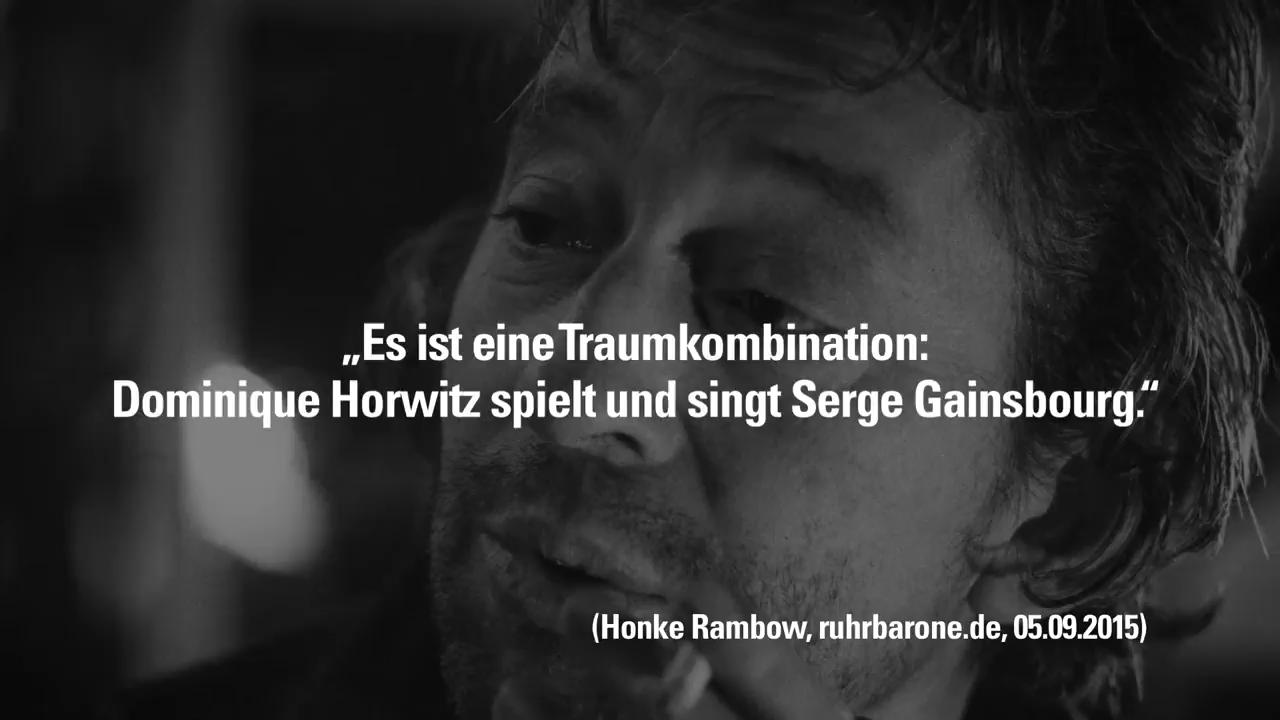 „Es ist eine Traumkombination:
Dominique Horwitz spielt und singt Serge Gainsbourg.“
(Honke Rambow, ruhrbarone.de, 05.09.2015)